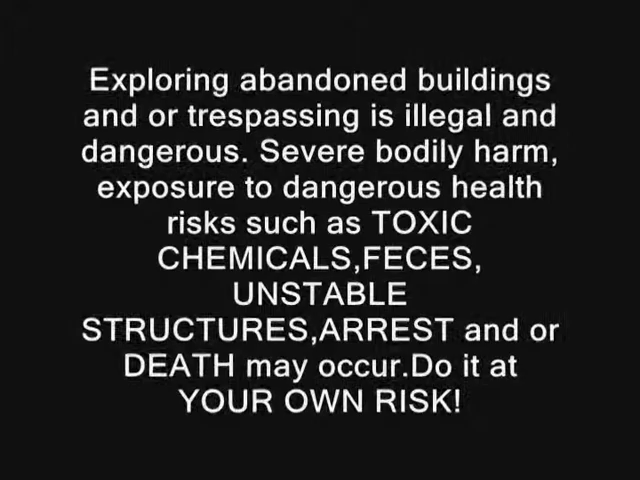 Exploring abandoned buildings
and or trespassing is illegal and
dangerous. Severe bodily harm,
exposure to dangerous health
risks such as TOXIC
CHEMICALS,FECES,
UNSTABLE
STRUCTURES,ARREST and or
DEATH may occur.Do it at
YOUR OWN RISK!